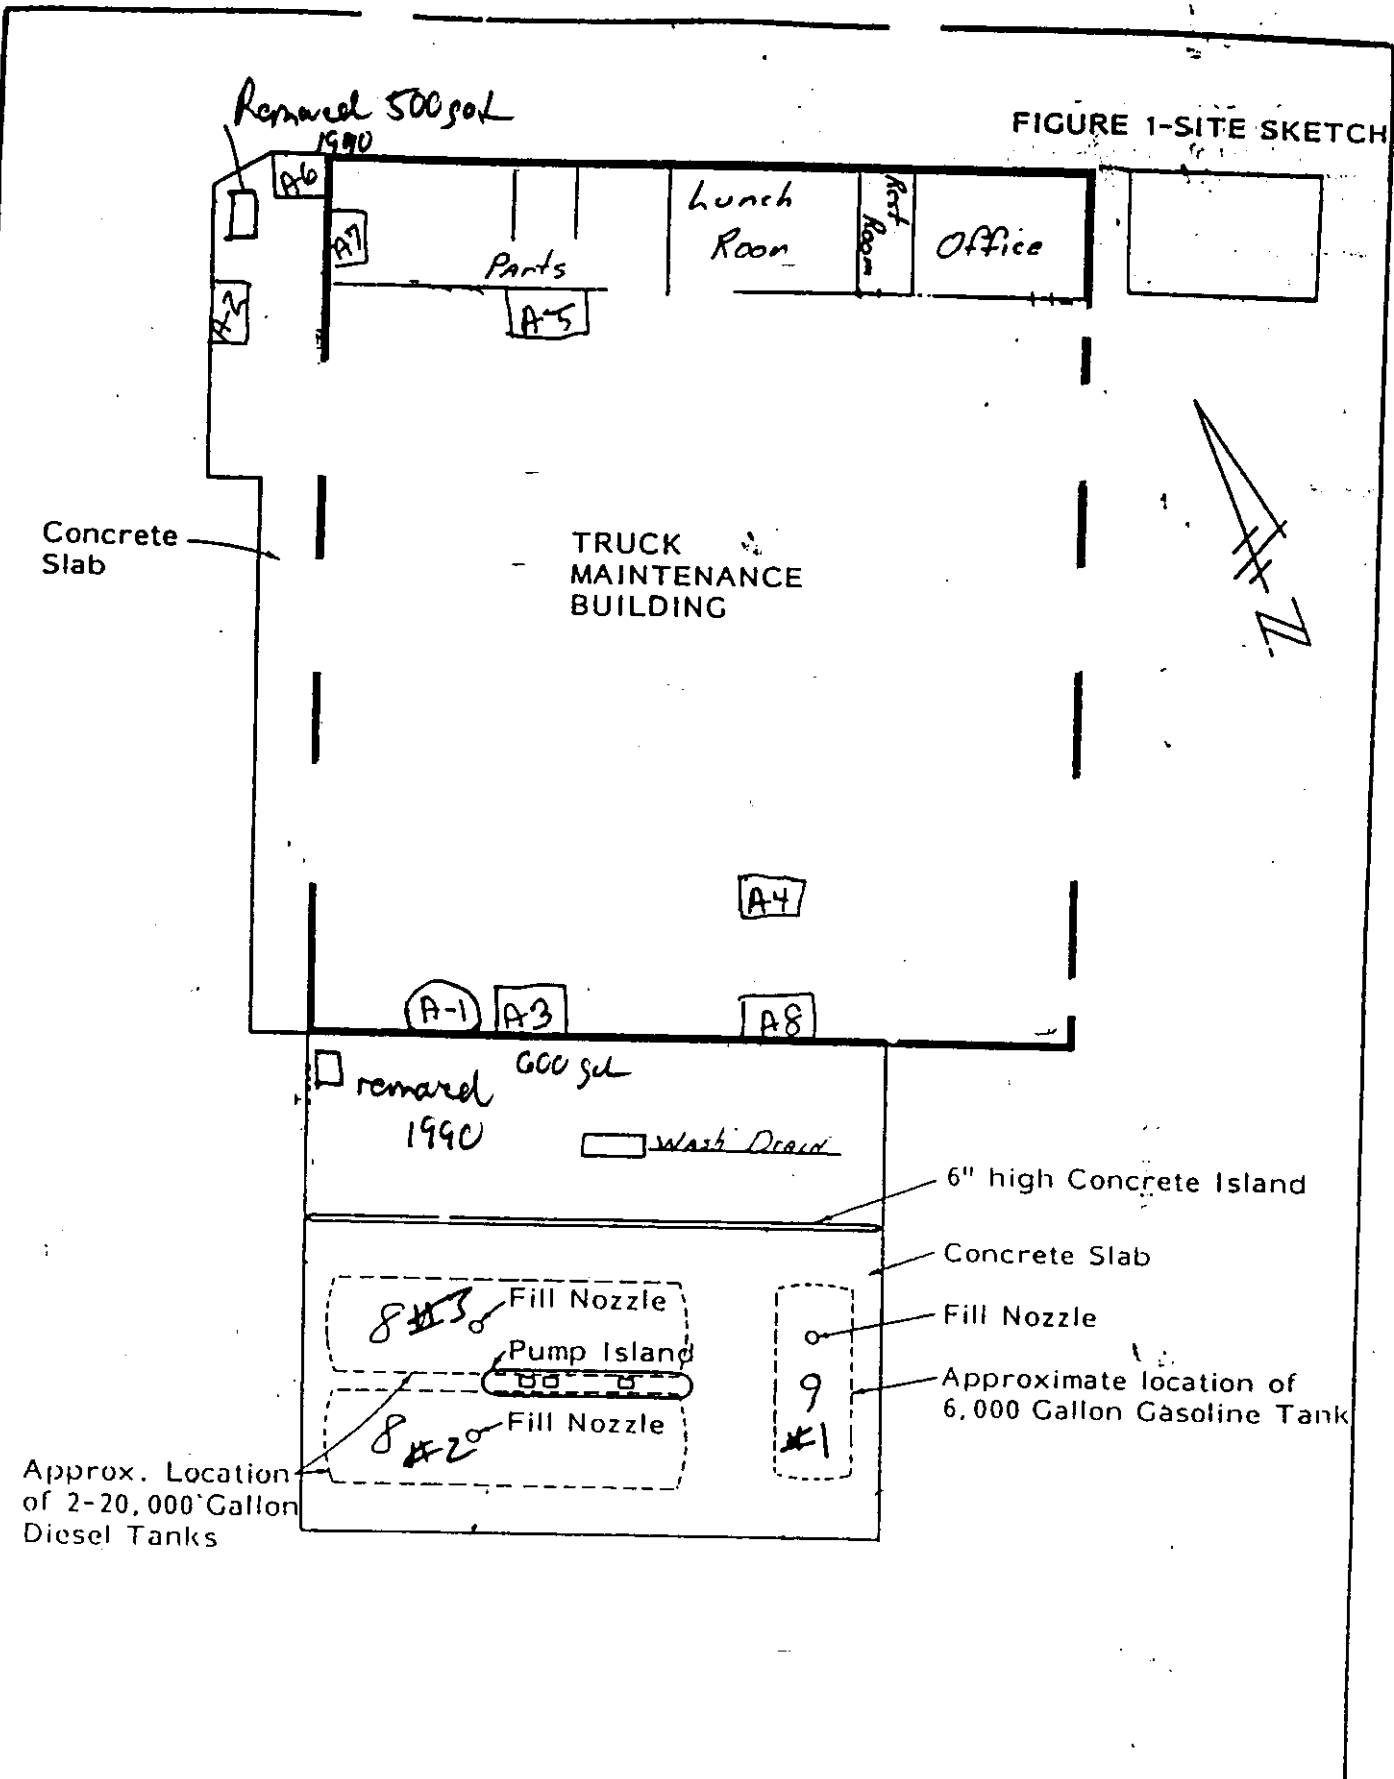 Removed 500 gal
1990
FIGURE 1-SITE SKETCH
A6
A7
A-2
Parts
A-5
Lunch
Room
Rest
Room
Office
Concrete
Slab
TRUCK
MAINTENANCE
BUILDING
N
A-4
A-1
A3
A8
600 gal
removed
1990
Wash Drain
6" high Concrete Island
Concrete Slab
8 #3
Fill Nozzle
Fill Nozzle
Pump Island
9
#1
Approximate location of
6,000 Gallon Gasoline Tank
8 #2
Fill Nozzle
Approx. Location
of 2-20,000 Gallon
Diesel Tanks